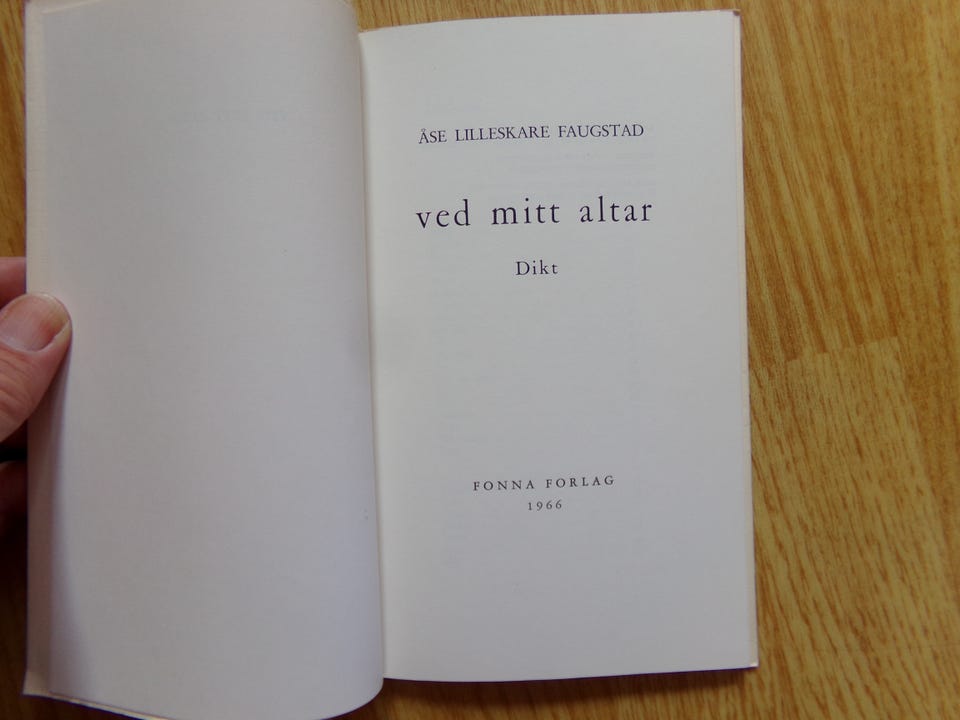 ÅSE LILLESKARE FAUGSTAD
ved mitt altar
Dikt
FONNA FORLAG
1966